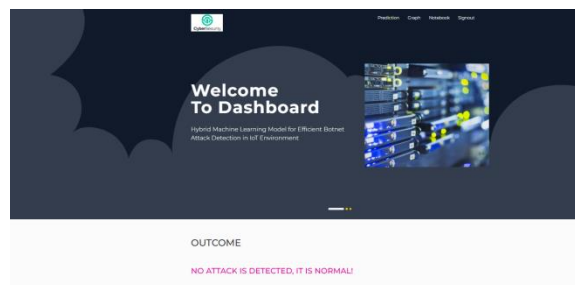 CyberSecurity
Prediction Graph Notebook Signout
Welcome
To Dashboard
Hybrid Machine Learning Model for Efficient Botnet
Attack Detection in IoT Environment
OUTCOME
NO ATTACK IS DETECTED, IT IS NORMAL!